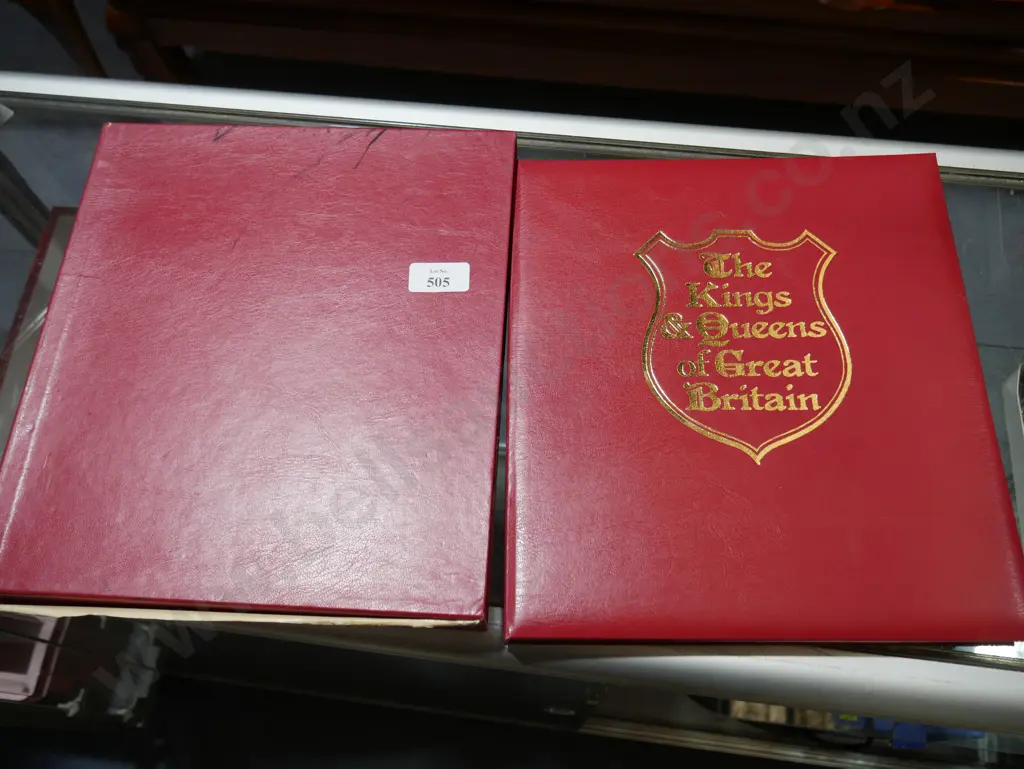 Lot No.
505
The
Kings
& Queens
of Great
Britain